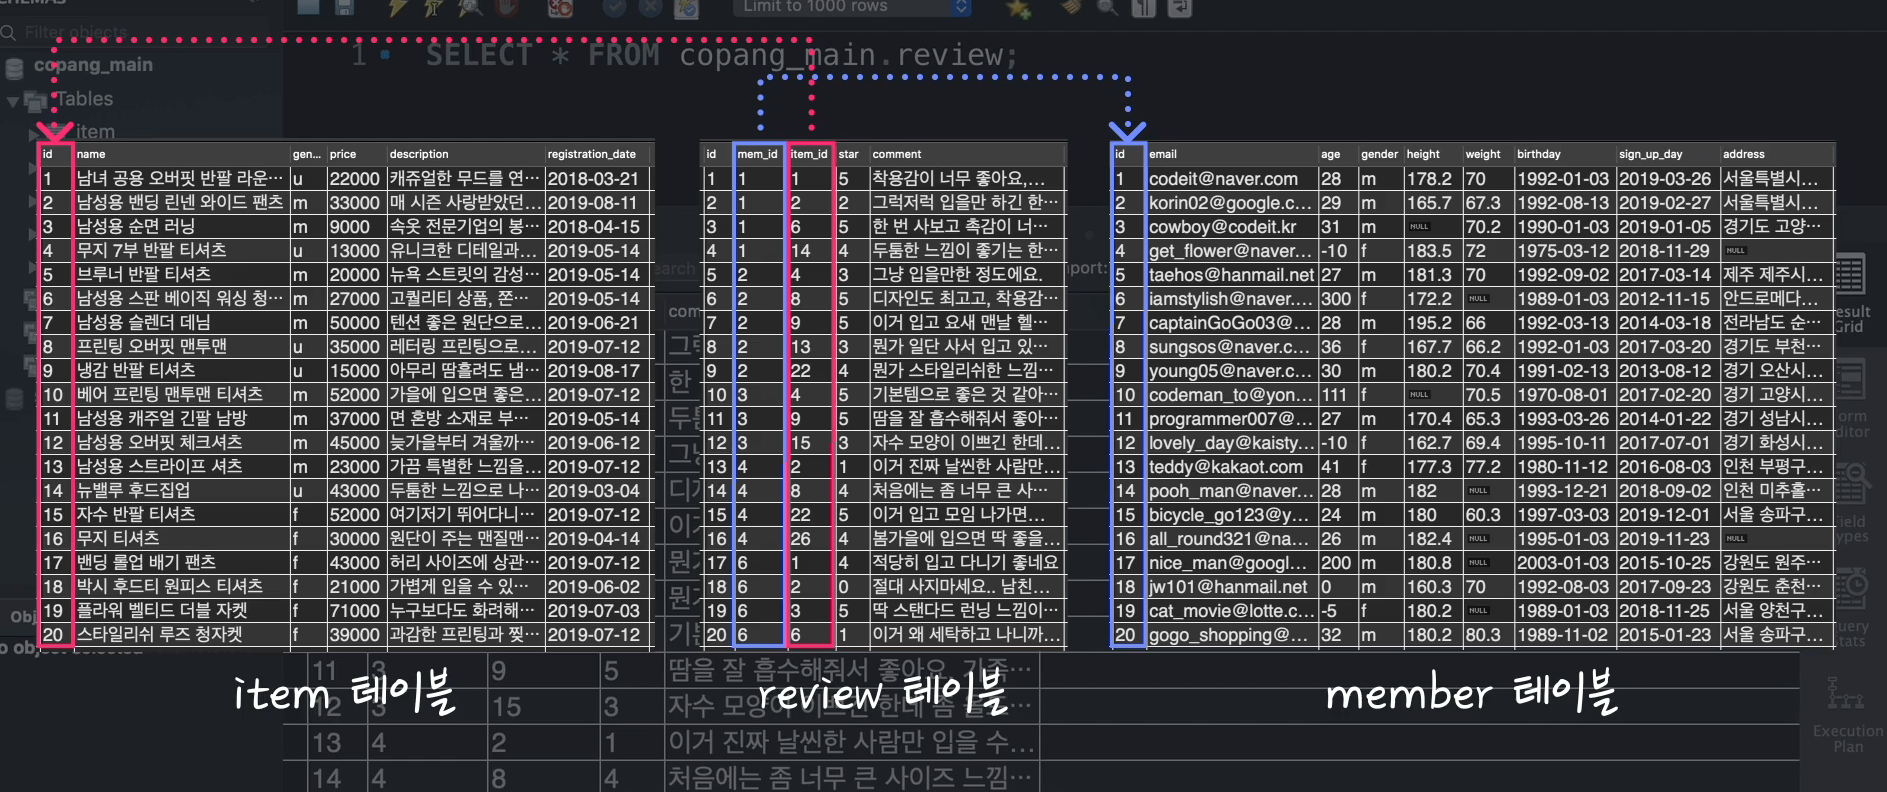 SCHEMAS
Limit to 1000 rows
Filter objects
1 SELECT * FROM copang_main.review;
copang_main
Tables
item
id name gen... price description registration_date
1 남녀 공용 오버핏 반팔 라운... u 22000 캐쥬얼한 무드를 연... 2018-03-21
2 남성용 밴딩 린넨 와이드 팬츠 m 33000 매 시즌 사랑받았던... 2019-08-11
3 남성용 순면 러닝 m 9000 속옷 전문기업의 봉... 2018-04-15
4 무지 7부 반팔 티셔츠 u 13000 유니크한 디테일과... 2019-05-14
5 브루너 반팔 티셔츠 m 20000 뉴욕 스트릿의 감성... 2019-05-14
6 남성용 스판 베이직 워싱 청... m 27000 고퀄리티 상품, 쫀... 2019-05-14
7 남성용 슬렌더 데님 m 50000 텐션 좋은 원단으로... 2019-06-21
8 프린팅 오버핏 맨투맨 u 35000 레터링 프린팅으로... 2019-07-12
9 냉감 반팔 티셔츠 u 15000 아무리 땀흘려도 냄... 2019-08-17
10 베어 프린팅 맨투맨 티셔츠 m 52000 가을에 입으면 좋은... 2019-07-12
11 남성용 캐주얼 긴팔 남방 m 37000 면 혼방 소재로 부... 2019-05-14
12 남성용 오버핏 체크셔츠 m 45000 늦가을부터 겨울까... 2019-06-12
13 남성용 스트라이프 셔츠 m 23000 가끔 특별한 느낌을... 2019-07-12
14 뉴밸루 후드집업 u 43000 두툼한 느낌으로 나... 2019-03-04
15 자수 반팔 티셔츠 f 52000 여기저기 뛰어다니... 2019-07-12
16 무지 티셔츠 f 30000 원단이 주는 맨질맨... 2019-04-14
17 밴딩 롤업 배기 팬츠 f 43000 허리 사이즈에 상관... 2019-07-12
18 박시 후드티 원피스 티셔츠 f 21000 가볍게 입을 수 있... 2019-06-02
19 플라워 벨티드 더블 자켓 f 71000 누구보다도 화려해... 2019-07-03
20 스타일리쉬 루즈 청자켓 f 39000 과감한 프린팅과 찢... 2019-07-12
item 테이블
id mem_id item_id star comment
1 1 1 5 착용감이 너무 좋아요,...
2 1 2 2 그럭저럭 입을만 하긴 한...
3 1 6 5 한 번 사보고 촉감이 너...
4 1 14 4 두툼한 느낌이 좋기는 한...
5 2 4 3 그냥 입을만한 정도에요.
6 2 8 5 디자인도 최고고, 착용감...
7 2 9 5 이거 입고 요새 맨날 헬...
8 2 13 3 뭔가 일단 사서 입고 있...
9 2 22 4 뭔가 스타일리쉬한 느낌...
10 3 4 5 기본템으로 좋은 것 같아...
11 3 9 5 땀을 잘 흡수해줘서 좋아...
12 3 15 3 자수 모양이 이쁘긴 한데...
13 4 2 1 이거 진짜 날씬한 사람만...
14 4 8 4 처음에는 좀 너무 큰 사...
15 4 22 5 이거 입고 모임 나가면...
16 4 26 4 봄가을에 입으면 딱 좋을...
17 6 1 4 적당히 입고 다니기 좋네요
18 6 2 0 절대 사지마세요.. 남친...
19 6 3 5 딱 스탠다드 런닝 느낌이...
20 6 6 1 이거 왜 세탁하고 나니까...
review 테이블
id email age gender height weight birthday sign_up_day address
1 codeit@naver.com 28 m 178.2 70 1992-01-03 2019-03-26 서울특별시...
2 korin02@google.c... 29 m 165.7 67.3 1992-08-13 2019-02-27 서울특별시...
3 cowboy@codeit.kr 31 m NULL 70.2 1990-01-03 2019-01-05 경기도 고양...
4 get_flower@naver... -10 f 183.5 72 1975-03-12 2018-11-29 NULL
5 taehos@hanmail.net 27 m 181.3 70 1992-09-02 2017-03-14 제주 제주시...
6 iamstylish@naver.... 300 f 172.2 NULL 1989-01-03 2012-11-15 안드로메다...
7 captainGoGo03@... 28 m 195.2 66 1992-03-13 2014-03-18 전라남도 순...
8 sungsos@naver.c... 36 f 167.7 66.2 1992-01-03 2017-03-20 경기도 부천...
9 young05@naver.c... 30 m 180.2 70.4 1991-02-13 2013-08-12 경기 오산시...
10 codeman_to@yon... 111 f NULL 70.5 1970-08-01 2017-02-20 경기 고양시...
11 programmer007@... 27 m 170.4 65.3 1993-03-26 2014-01-22 경기 성남시...
12 lovely_day@kaisty... -10 f 162.7 69.4 1995-10-11 2017-07-01 경기 화성시...
13 teddy@kakaot.com 41 f 177.3 77.2 1980-11-12 2016-08-03 인천 부평구...
14 pooh_man@naver... 28 m 182 NULL 1993-12-21 2018-09-02 인천 미추홀...
15 bicycle_go123@y... 24 m 180 60.3 1997-03-03 2019-12-01 서울 송파구...
16 all_round321@na... 26 m 182.4 NULL 1995-01-03 2019-11-23 NULL
17 nice_man@googl... 200 m 180.8 NULL 2003-01-03 2015-10-25 강원도 원주...
18 jw101@hanmail.net 0 m 160.3 70 1992-08-03 2017-09-23 강원도 춘천...
19 cat_movie@lotte.c... -5 f 180.2 NULL 1989-01-03 2018-11-25 서울 양천구...
20 gogo_shopping@... 32 m 180.2 80.3 1989-11-02 2015-01-23 서울 송파구...
member 테이블
11 3 9 5 땀을 잘 흡수해줘서 좋아요. 가족...
12 3 15 3 자수 모양이 이쁘긴 한데 좀
13 4 2 1 이거 진짜 날씬한 사람만 입을 수...
14 4 8 4 처음에는 좀 너무 큰 사이즈 느낌...
Execution
Plan